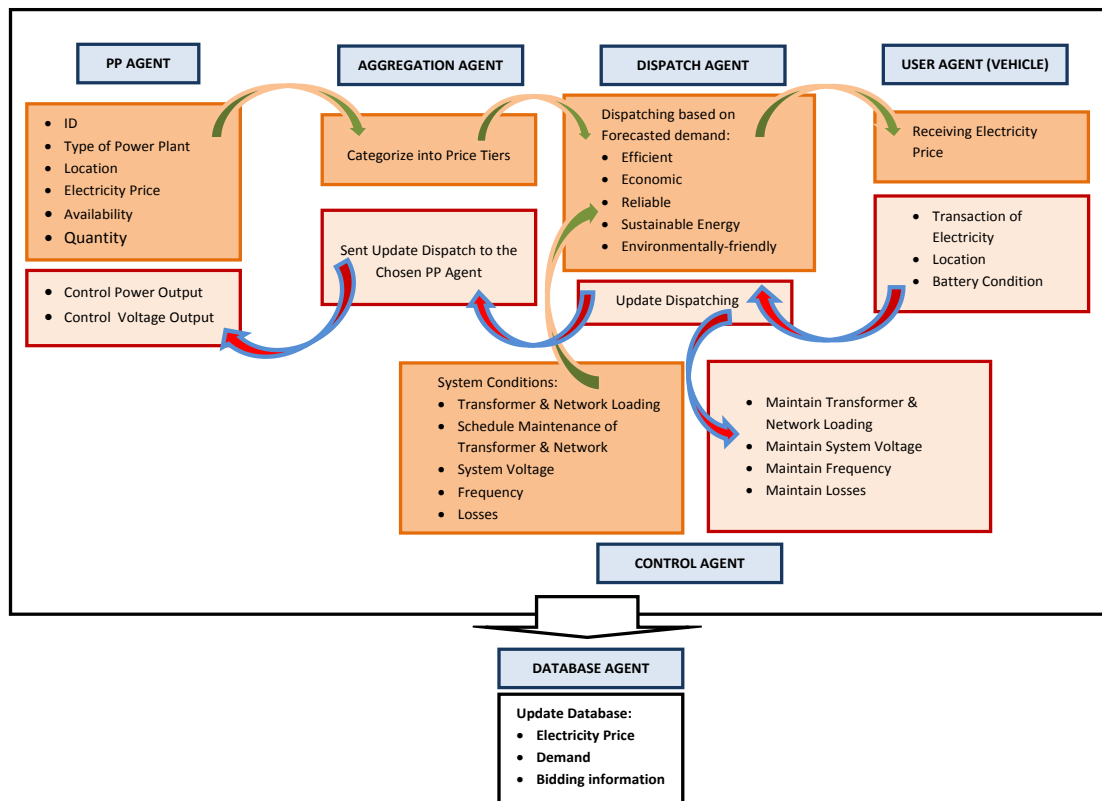 PP AGENT
• ID
• Type of Power Plant
• Location
• Electricity Price
• Availability
• Quantity
• Control Power Output
• Control Voltage Output
AGGREGATION AGENT
Categorize into Price Tiers
Sent Update Dispatch to the
Chosen PP Agent
DISPATCH AGENT
Dispatching based on
Forecasted demand:
• Efficient
• Economic
• Reliable
• Sustainable Energy
• Environmentally-friendly
Update Dispatching
USER AGENT (VEHICLE)
Receiving Electricity
Price
• Transaction of
Electricity
• Location
• Battery Condition
System Conditions:
• Transformer & Network Loading
• Schedule Maintenance of
Transformer & Network
• System Voltage
• Frequency
• Losses
• Maintain Transformer &
Network Loading
• Maintain System Voltage
• Maintain Frequency
• Maintain Losses
CONTROL AGENT
DATABASE AGENT
Update Database:
• Electricity Price
• Demand
• Bidding information